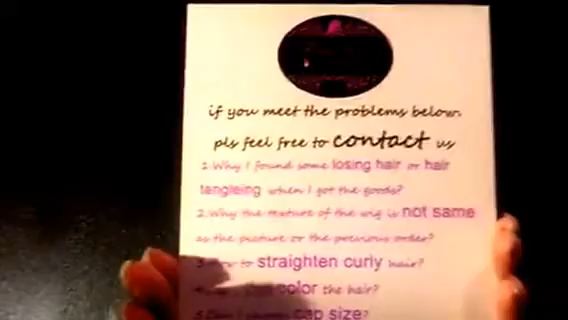 if you meet the problems below,
pls feel free to contact us
1.Why I found some losing hair or hair
tangleing when I got the goods?
2.Why the texture of the wig is not same
as the picture or the previous order?
to straighten curly hair?
color the hair?
cap size?